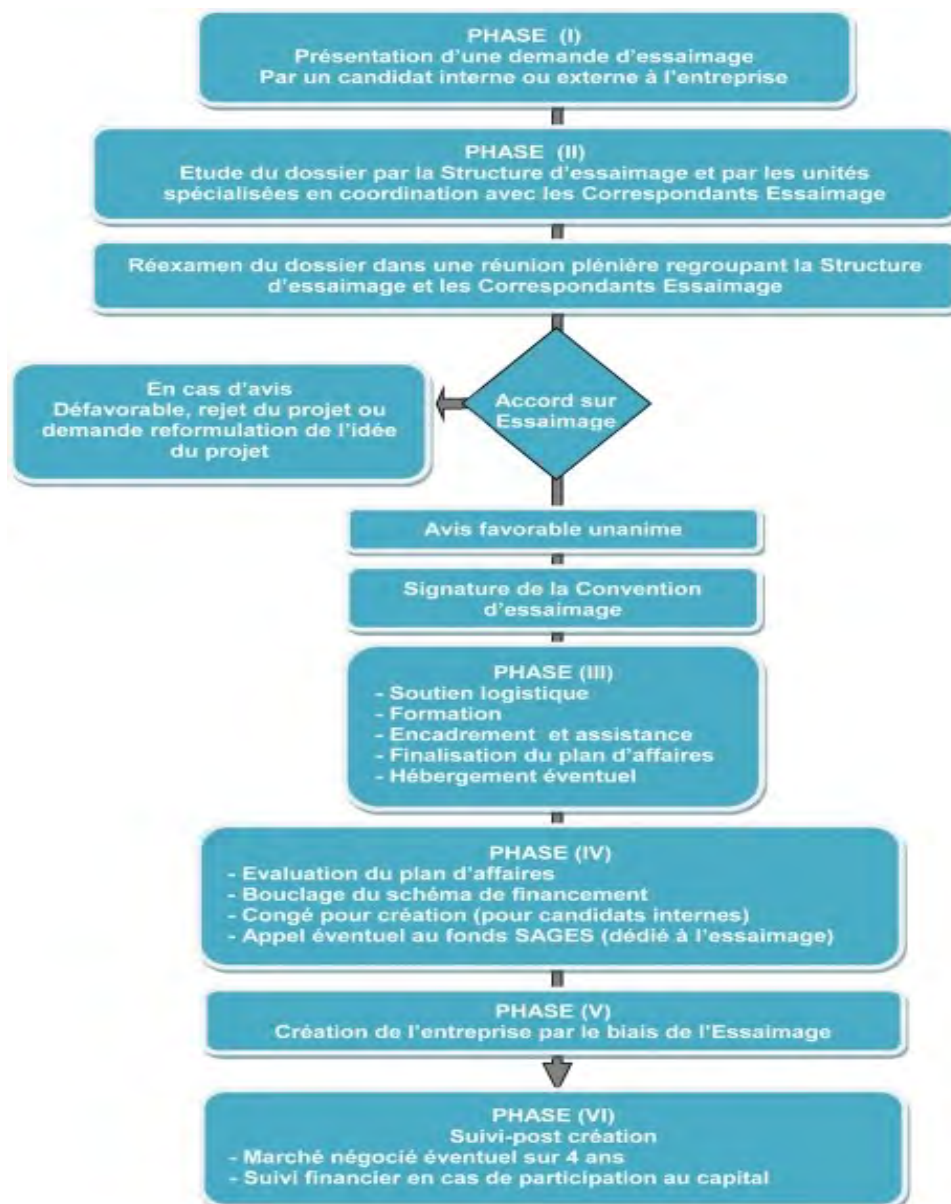 PHASE (I)
Présentation d'une demande d'essaimage
Par un candidat interne ou externe à l'entreprise
PHASE (II)
Etude du dossier par la Structure d'essaimage et par les unités
spécialisées en coordination avec les Correspondants Essaimage
Réexamen du dossier dans une réunion plénière regroupant la Structure
d'essaimage et les Correspondants Essaimage
Accord sur
Essaimage
En cas d'avis
Défavorable, rejet du projet ou
demande reformulation de l'idée
du projet
Avis favorable unanime
Signature de la Convention
d'essaimage
PHASE (III)
- Soutien logistique
- Formation
- Encadrement et assistance
- Finalisation du plan d'affaires
- Hébergement éventuel
PHASE (IV)
- Evaluation du plan d'affaires
- Bouclage du schéma de financement
- Congé pour création (pour candidats internes)
- Appel éventuel au fonds SAGES (dédié à l'essaimage)
PHASE (V)
Création de l'entreprise par le biais de l'Essaimage
PHASE (VI)
Suivi-post création
- Marché négocié éventuel sur 4 ans
- Suivi financier en cas de participation au capital